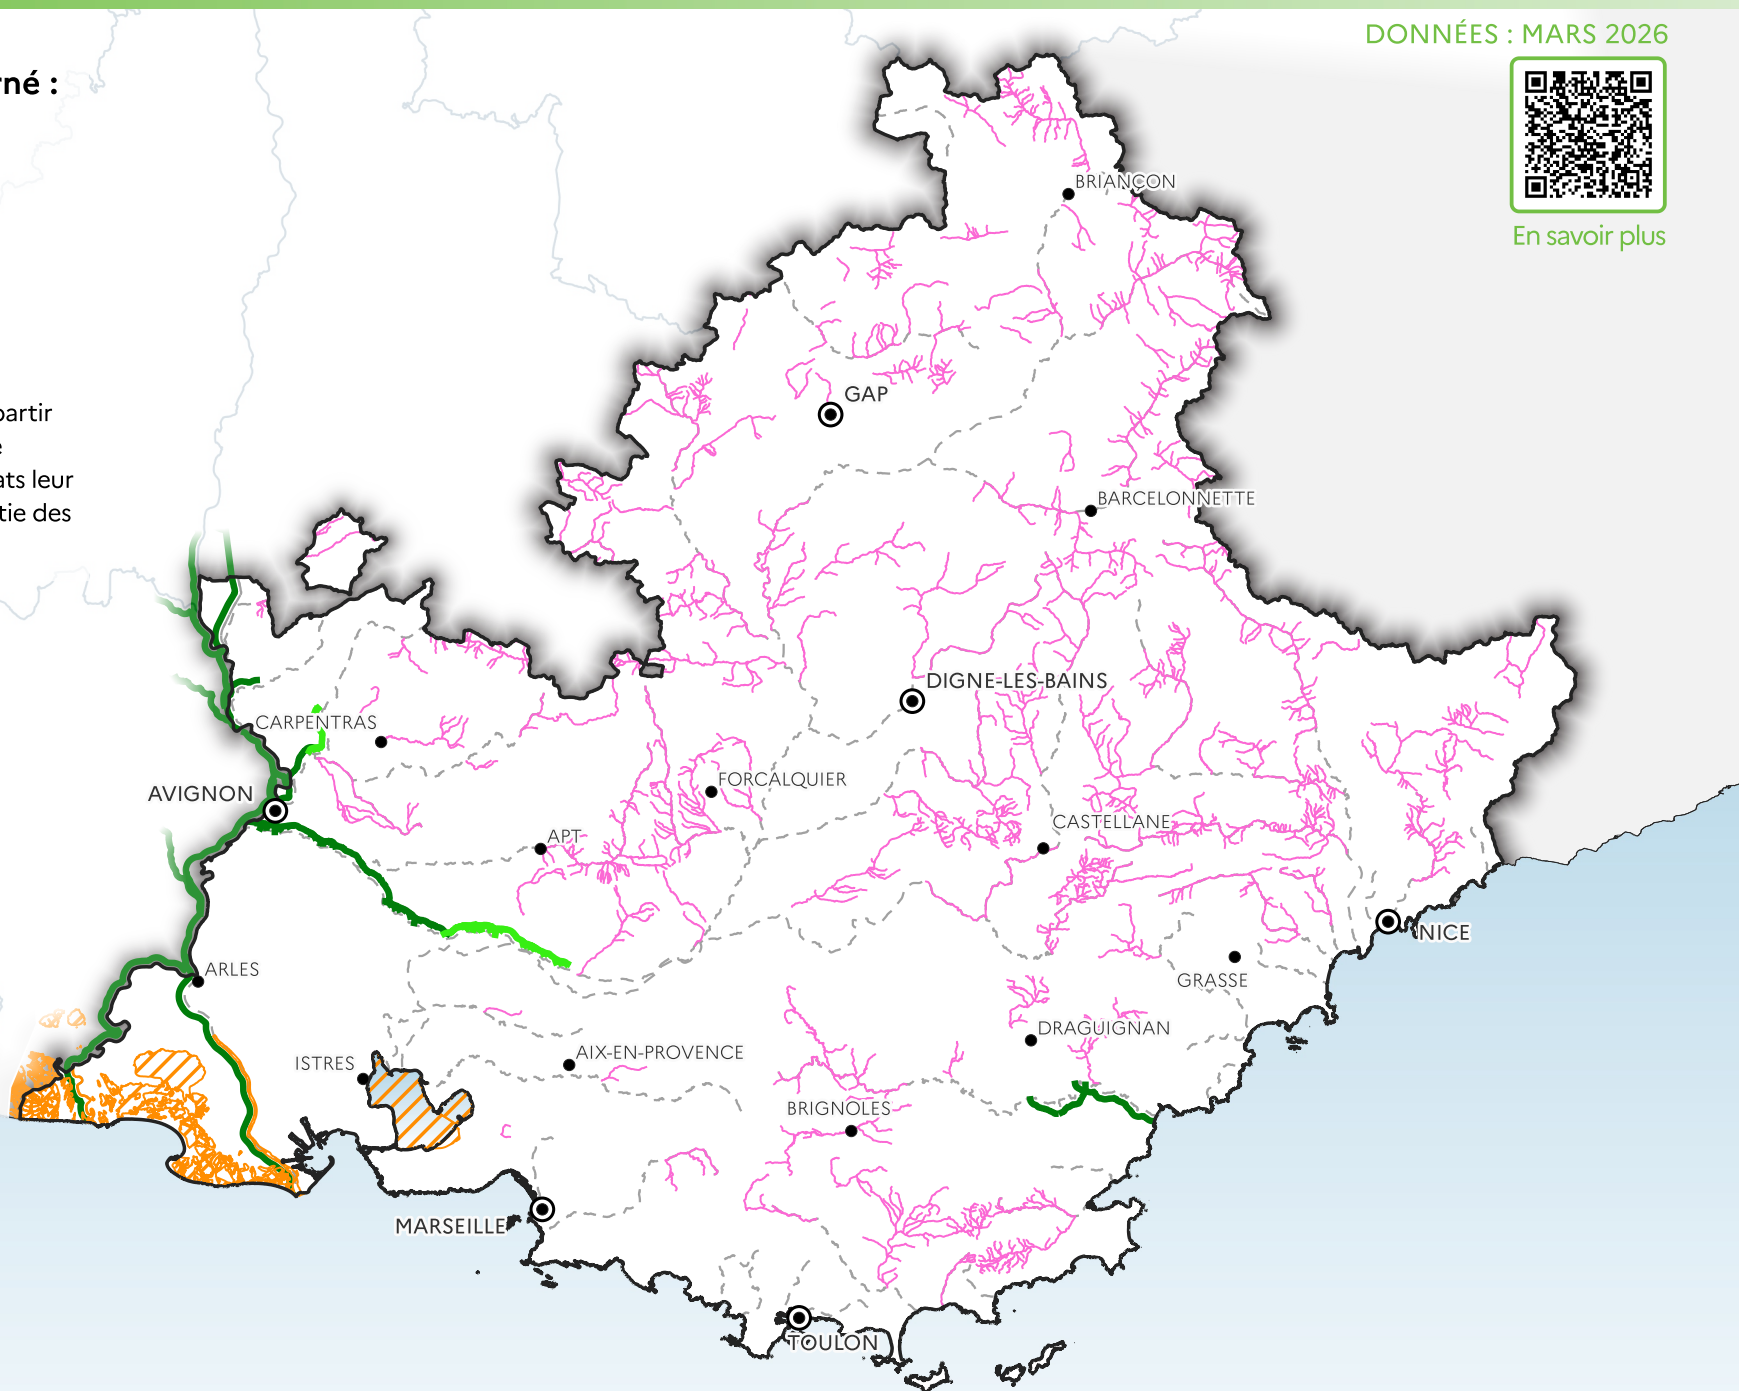 DONNÉES : MARS 2026
rné :
En savoir plus
BRIANÇON
GAP
partir
e
ats leur
tie des
BARCELONNETTE
DIGNE-LES-BAINS
CARPENTRAS
FORCALQUIER
AVIGNON
APT
CASTELLANE
NICE
ARLES
GRASSE
DRAGUIGNAN
ISTRES
AIX-EN-PROVENCE
BRIGNOLES
MARSEILLE
TOULON